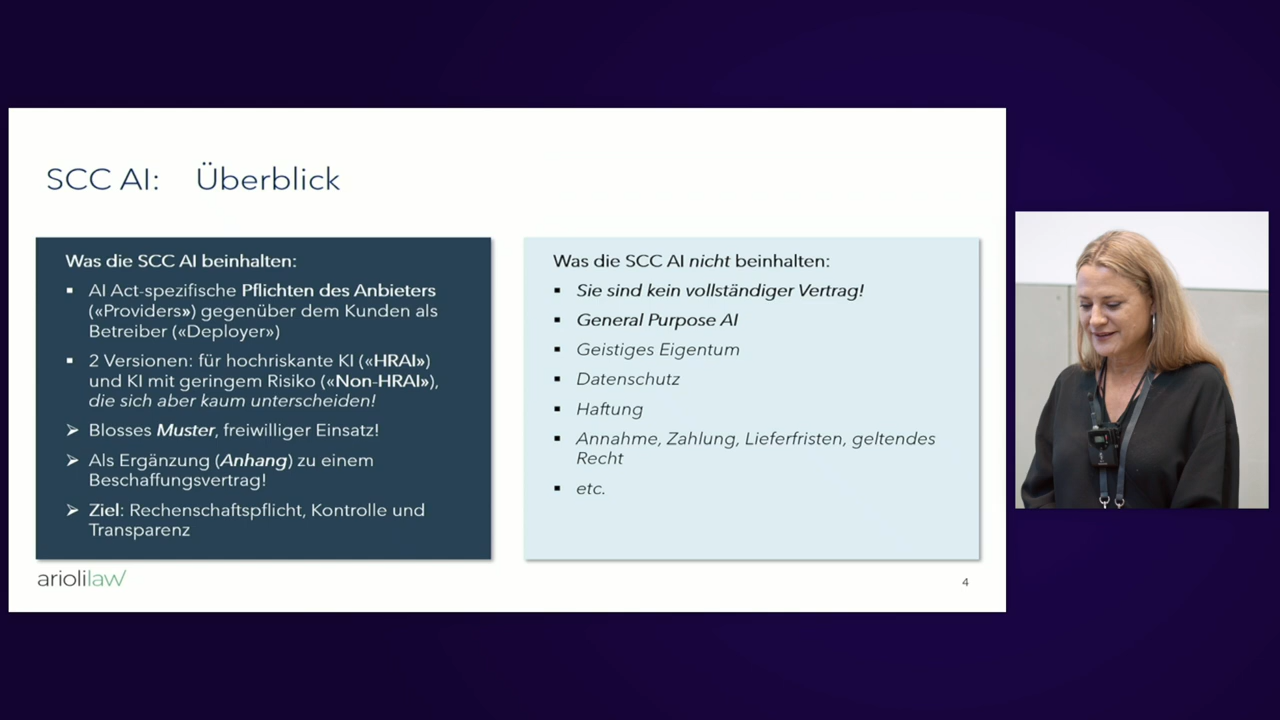 SCC AI: Überblick
Was die SCC AI beinhalten:
▪ AI Act-spezifische Pflichten des Anbieters
(«Providers») gegenüber dem Kunden als
Betreiber («Deployer»)
▪ 2 Versionen: für hochriskante KI («HRAI»)
und KI mit geringem Risiko («Non-HRAI»),
die sich aber kaum unterscheiden!
➢ Blosses Muster, freiwilliger Einsatz!
➢ Als Ergänzung (Anhang) zu einem
Beschaffungsvertrag!
➢ Ziel: Rechenschaftspflicht, Kontrolle und
Transparenz
Was die SCC AI nicht beinhalten:
▪ Sie sind kein vollständiger Vertrag!
▪ General Purpose AI
▪ Geistiges Eigentum
▪ Datenschutz
▪ Haftung
▪ Annahme, Zahlung, Lieferfristen, geltendes
Recht
▪ etc.
ariolilaw
4